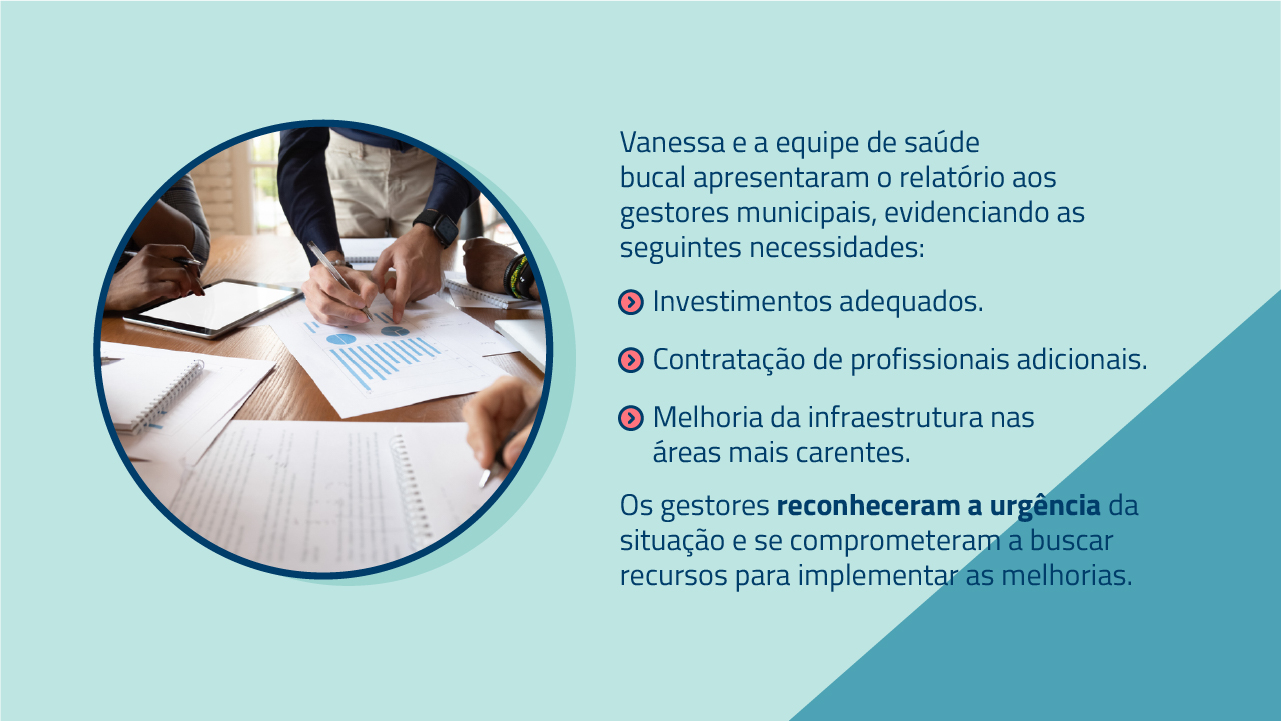 Vanessa e a equipe de saúde
bucal apresentaram o relatório aos
gestores municipais, evidenciando as
seguintes necessidades:
Investimentos adequados.
Contratação de profissionais adicionais.
Melhoria da infraestrutura nas
áreas mais carentes.
Os gestores reconheceram a urgência da
situação e se comprometeram a buscar
recursos para implementar as melhorias.